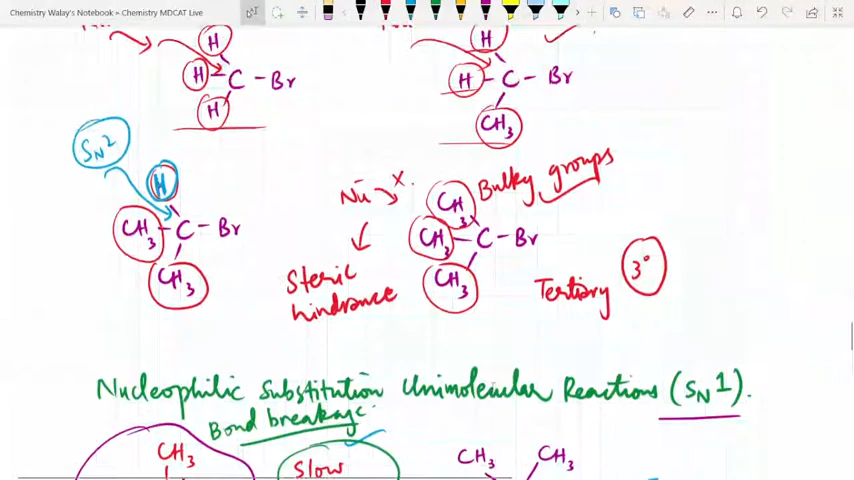 Chemistry Walay's Notebook » Chemistry MDCAT Live
H
H
H - C - Br
H - C - Br
H
CH3
SN2
H
Nu x
CH3
Bulky groups
CH3 - C - Br
CH3 - C - Br
CH3
CH3
Steric hindrance
Tertiary 3°
Nucleophilic Substitution Unimolecular Reactions (SN1).
Bond breakage
CH3
Slow
CH3 CH3